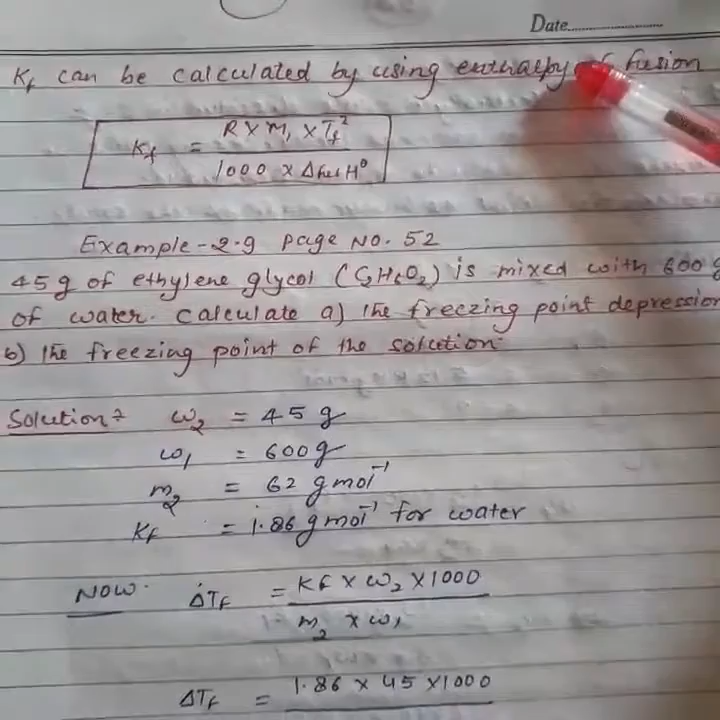 Date..................
Kf can be calculated by using enthalpy of fusion
Kf = R X M1 X Tf²
1000 X ΔfusH°
Example-2.9 page NO. 52
45 g of ethylene glycol (C2H6O2) is mixed with 600 g
of water. calculate a) the freezing point depression
b) the freezing point of the solution
Solution: w2 = 45 g
w1 = 600 g
m2 = 62 g mol⁻¹
Kf = 1.86 g mol⁻¹ for water
NOW. ΔTf = Kf X w2 X 1000
m2 X w1
ΔTf = 1.86 X 45 X 1000